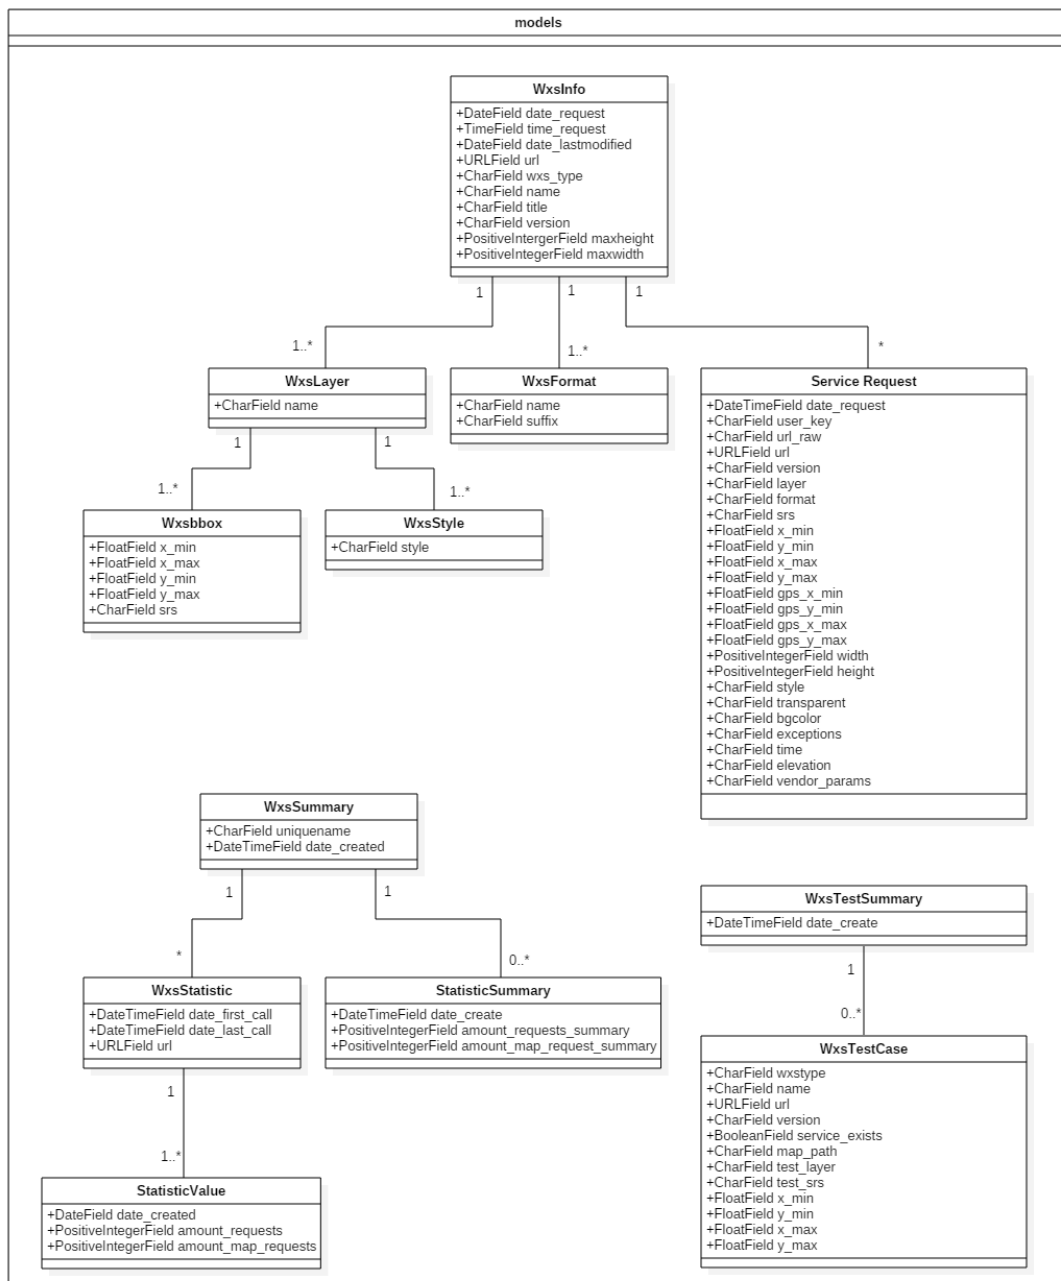 models
WxsInfo
+DateField date_request
+TimeField time_request
+DateField date_lastmodified
+URLField url
+CharField wxs_type
+CharField name
+CharField title
+CharField version
+PositiveIntergerField maxheight
+PositiveIntegerField maxwidth
1
1
1
1..*
1..*
*
WxsLayer
+CharField name
WxsFormat
+CharField name
+CharField suffix
Service Request
+DateTimeField date_request
+CharField user_key
+CharField url_raw
+URLField url
+CharField version
+CharField layer
+CharField format
+CharField srs
+FloatField x_min
+FloatField y_min
+FloatField x_max
+FloatField y_max
+FloatField gps_x_min
+FloatField gps_y_min
+FloatField gps_x_max
+FloatField gps_y_max
+PositiveIntegerField width
+PositiveIntegerField height
+CharField style
+CharField transparent
+CharField bgcolor
+CharField exceptions
+CharField time
+CharField elevation
+CharField vendor_params
1
1
1..*
1..*
Wxsbbox
+FloatField x_min
+FloatField x_max
+FloatField y_min
+FloatField y_max
+CharField srs
WxsStyle
+CharField style
WxsSummary
+CharField uniquename
+DateTimeField date_created
1
1
*
0..*
WxsStatistic
+DateTimeField date_first_call
+DateTimeField date_last_call
+URLField url
StatisticSummary
+DateTimeField date_create
+PositiveIntegerField amount_requests_summary
+PositiveIntegerField amount_map_request_summary
1
1..*
StatisticValue
+DateField date_created
+PositiveIntegerField amount_requests
+PositiveIntegerField amount_map_requests
WxsTestSummary
+DateTimeField date_create
1
0..*
WxsTestCase
+CharField wxstype
+CharField name
+URLField url
+CharField version
+BooleanField service_exists
+CharField map_path
+CharField test_layer
+CharField test_srs
+FloatField x_min
+FloatField y_min
+FloatField x_max
+FloatField y_max